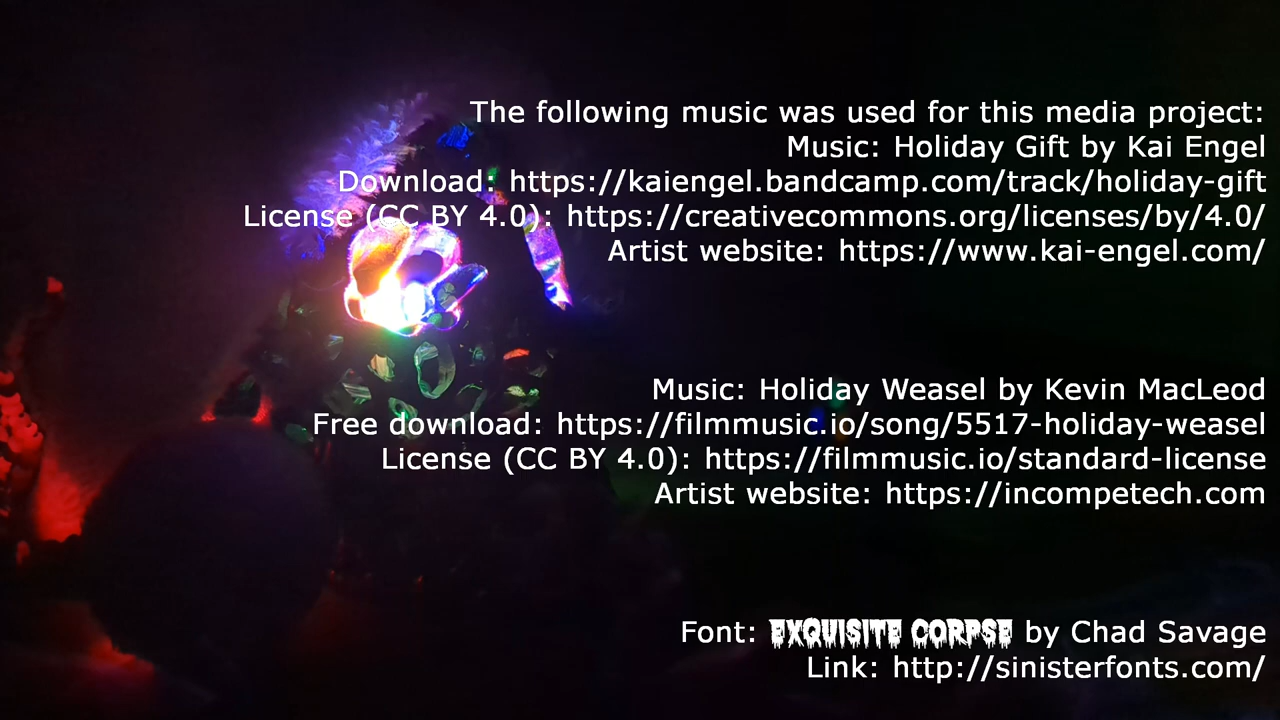 The following music was used for this media project:
Music: Holiday Gift by Kai Engel
Download: https://kaiengel.bandcamp.com/track/holiday-gift
License (CC BY 4.0): https://creativecommons.org/licenses/by/4.0/
Artist website: https://www.kai-engel.com/
Music: Holiday Weasel by Kevin MacLeod
Free download: https://filmmusic.io/song/5517-holiday-weasel
License (CC BY 4.0): https://filmmusic.io/standard-license
Artist website: https://incompetech.com
Font: EXQUISITE CORPSE by Chad Savage
Link: http://sinisterfonts.com/